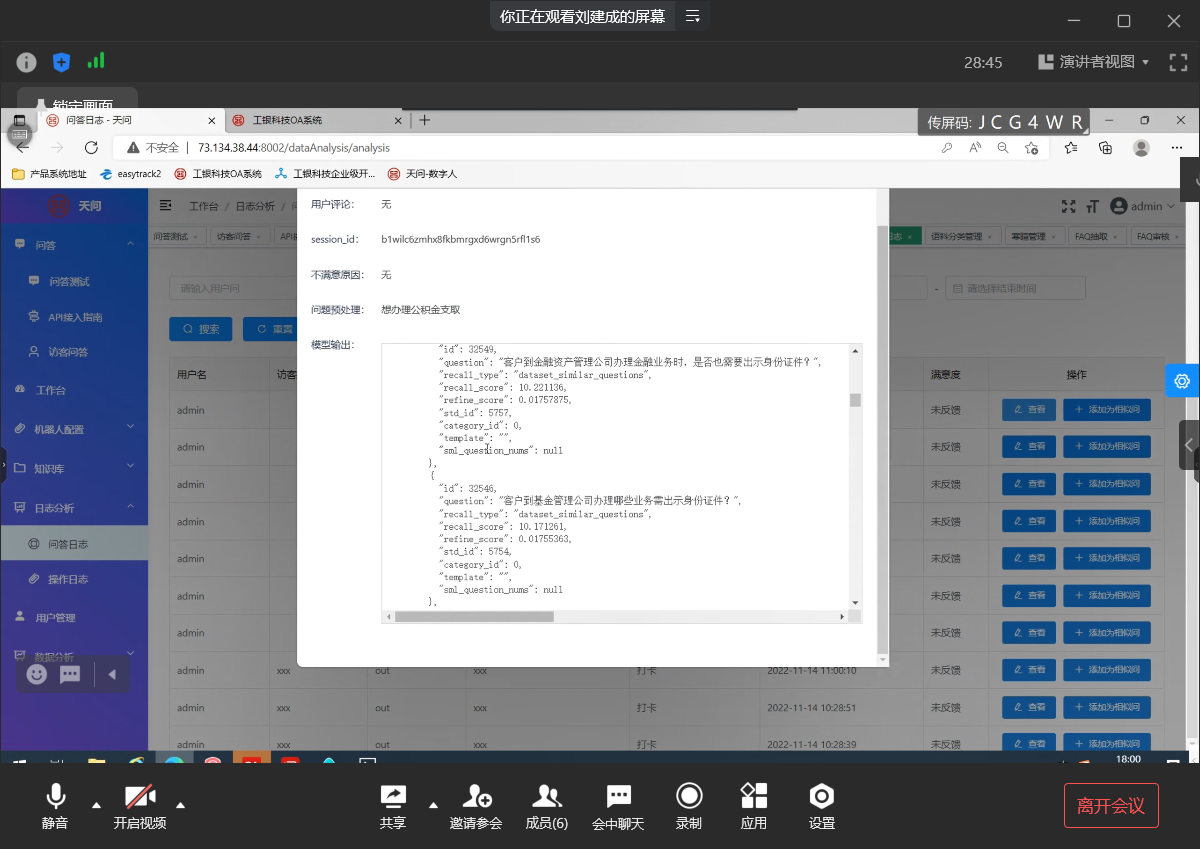 你正在观看刘建成的屏幕
28:45
演讲者视图
锁定画面
问答日志 - 天问
工银科技OA系统
传屏码: J C G 4 W R
不安全
73.134.38.44:8002/dataAnalysis/analysis
产品系统地址
easytrack2
工银科技OA系统
工银科技企业级开...
天问-数字人
天问
工作台 / 日志分析 /
admin
问答测试
访客问答
语料分类管理
寒暄管理
FAQ抽取
FAQ审核
问答
问答测试
API接入指南
访客问答
工作台
机器人配置
知识库
日志分析
问答日志
操作日志
用户管理
数据分析
请输入用户问
- 请选择结束时间
搜索
重置
用户名
访客
满意度
操作
用户评论: 无
session_id: b1wilc6zmhx8fkbmrgxd6wrgn5rfl1s6
不满意原因: 无
问题预处理: 想办理公积金支取
模型输出:
"id": 32549,
"question": "客户到金融资产管理公司办理金融业务时，是否也需要出示身份证件？",
"recall_type": "dataset_similar_questions",
"recall_score": 10.221136,
"refine_score": 0.01757875,
"std_id": 5757,
"category_id": 0,
"template": "",
"sml_question_nums": null
},
{
"id": 32546,
"question": "客户到基金管理公司办理哪些业务需出示身份证件？",
"recall_type": "dataset_similar_questions",
"recall_score": 10.171261,
"refine_score": 0.01755363,
"std_id": 5754,
"category_id": 0,
"template": "",
"sml_question_nums": null
},
admin 未反馈 查看 + 添加为相似问
admin 未反馈 查看 + 添加为相似问
admin 未反馈 查看 + 添加为相似问
admin 未反馈 查看 + 添加为相似问
admin 未反馈 查看 + 添加为相似问
admin 未反馈 查看 + 添加为相似问
admin 未反馈 查看 + 添加为相似问
admin xxx out xxx 打卡 2022-11-14 11:00:10 未反馈 查看 + 添加为相似问
admin xxx out xxx 打卡 2022-11-14 10:28:51 未反馈 查看 + 添加为相似问
admin xxx out xxx 打卡 2022-11-14 10:28:39 未反馈 查看 + 添加为相似问
18:00
静音
开启视频
共享
邀请参会
成员(6)
会中聊天
录制
应用
设置
离开会议